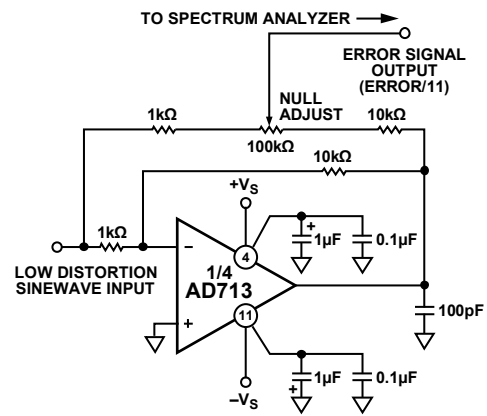 TO SPECTRUM ANALYZER
ERROR SIGNAL
OUTPUT
(ERROR/11)
1kΩ
NULL
ADJUST
10kΩ
100kΩ
10kΩ
+VS
1kΩ
LOW DISTORTION
SINEWAVE INPUT
–
4
+
1µF
0.1µF
1/4
AD713
+
11
100pF
1µF
0.1µF
+
–VS